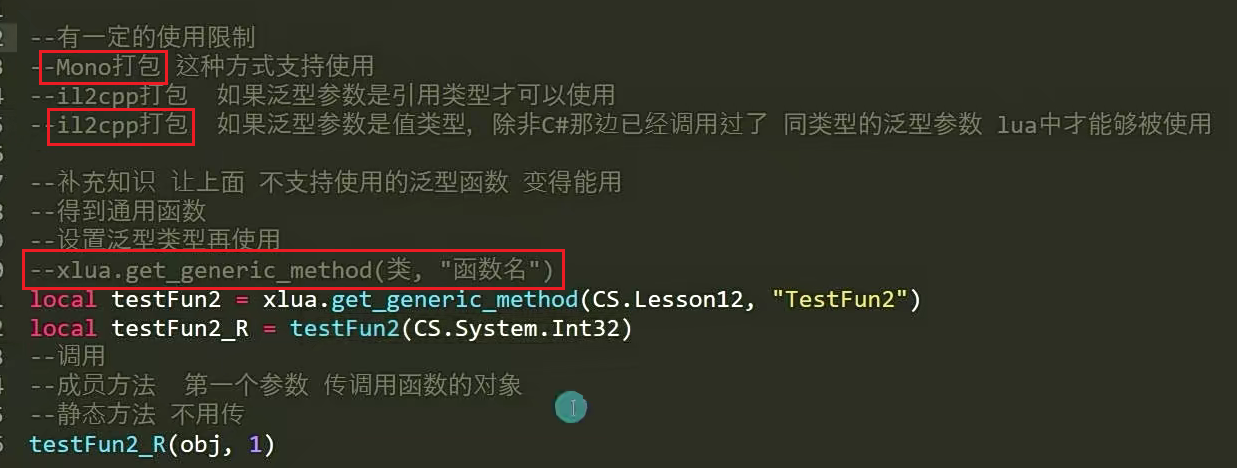 --有一定的使用限制
--Mono打包 这种方式支持使用
--il2cpp打包 如果泛型参数是引用类型才可以使用
--il2cpp打包 如果泛型参数是值类型, 除非C#那边已经调用过了 同类型的泛型参数 lua中才能够被使用
--补充知识 让上面 不支持使用的泛型函数 变得能用
--得到通用函数
--设置泛型类型再使用
--xlua.get_generic_method(类, "函数名")
local testFun2 = xlua.get_generic_method(CS.Lesson12, "TestFun2")
local testFun2_R = testFun2(CS.System.Int32)
--调用
--成员方法 第一个参数 传调用函数的对象
--静态方法 不用传
testFun2_R(obj, 1)